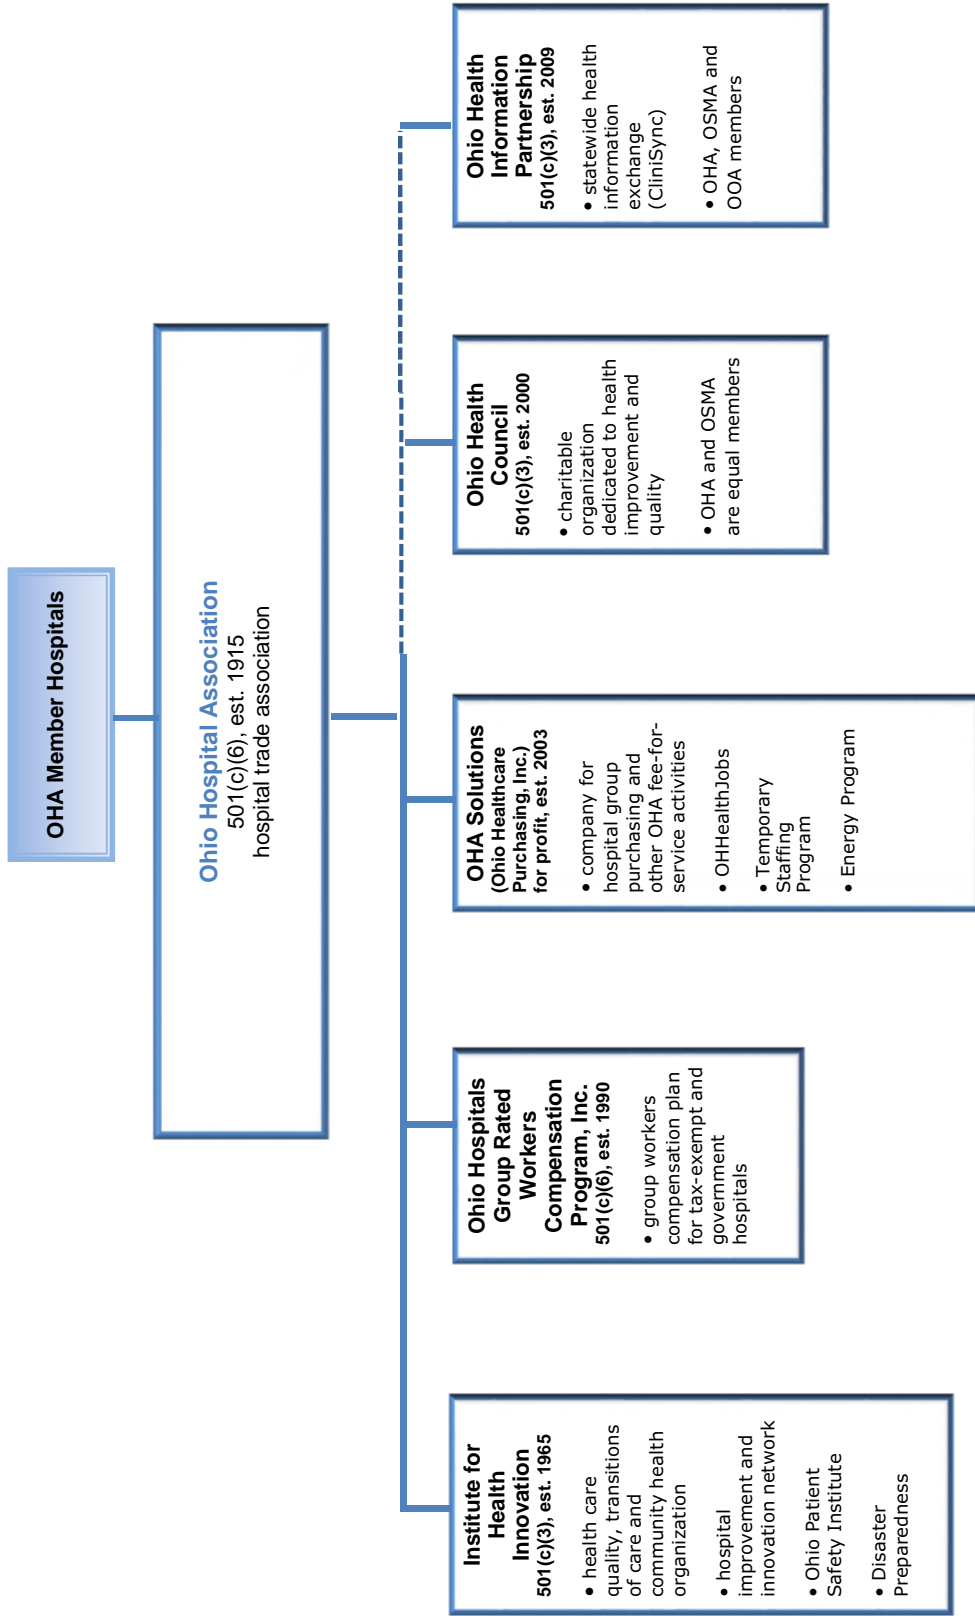 OHA Member Hospitals
Ohio Hospital Association
501(c)(6), est. 1915
hospital trade association
Institute for
Health
Innovation
501(c)(3), est. 1965
• health care
quality, transitions
of care and
community health
organization
• hospital
improvement and
innovation network
• Ohio Patient
Safety Institute
• Disaster
Preparedness
Ohio Hospitals
Group Rated
Workers
Compensation
Program, Inc.
501(c)(6), est. 1990
• group workers
compensation plan
for tax-exempt and
government
hospitals
OHA Solutions
(Ohio Healthcare
Purchasing, Inc.)
for profit, est. 2003
• company for
hospital group
purchasing and
other OHA fee-for-
service activities
• OHHealthJobs
• Temporary
Staffing
Program
• Energy Program
Ohio Health
Council
501(c)(3), est. 2000
• charitable
organization
dedicated to health
improvement and
quality
• OHA and OSMA
are equal members
Ohio Health
Information
Partnership
501(c)(3), est. 2009
• statewide health
information
exchange
(CliniSync)
• OHA, OSMA and
OOA members